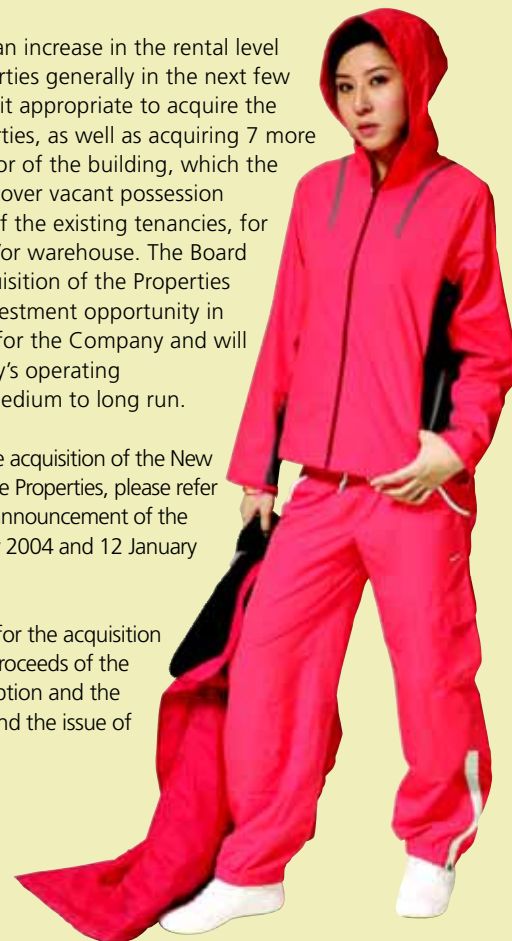 an increase in the rental level
rties generally in the next few
it appropriate to acquire the
rties, as well as acquiring 7 more
or of the building, which the
over vacant possession
f the existing tenancies, for
/or warehouse. The Board
uisition of the Properties
estment opportunity in
for the Company and will
y’s operating
edium to long run.
e acquisition of the New
e Properties, please refer
announcement of the
2004 and 12 January
for the acquisition
roceeds of the
ption and the
nd the issue of